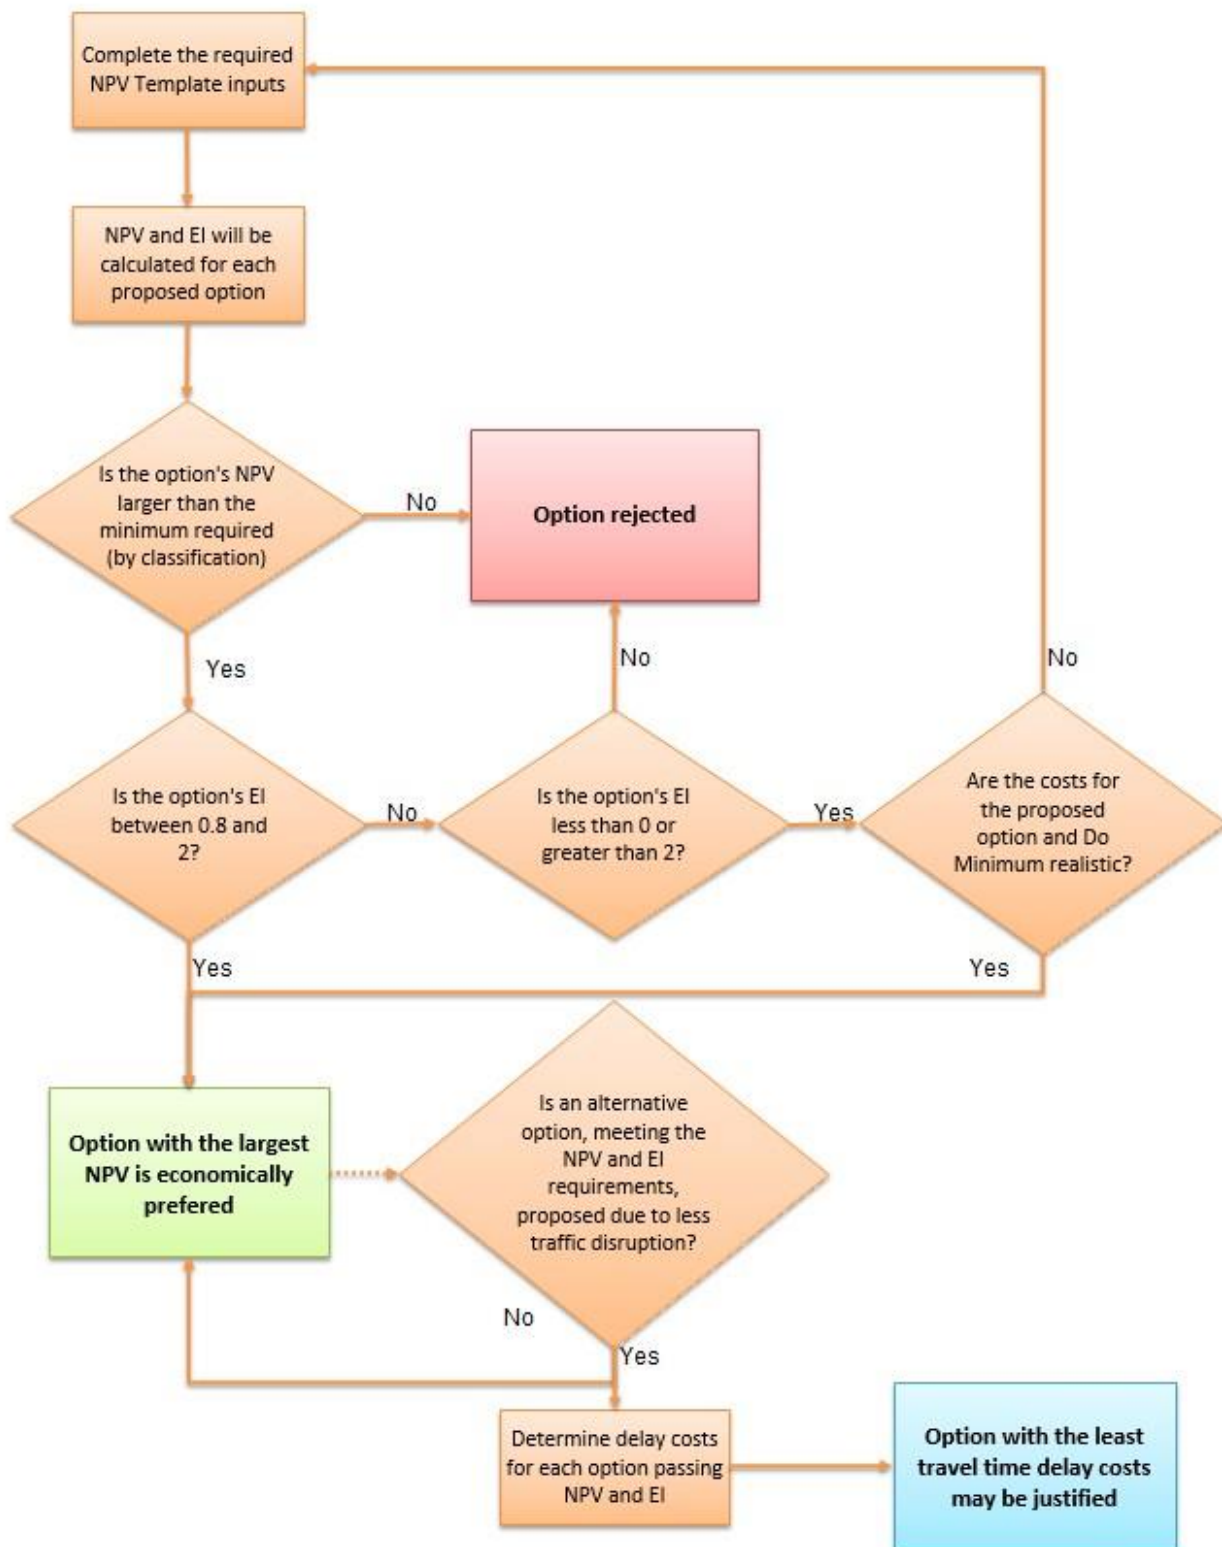 Complete the required
NPV Template inputs
NPV and EI will be
calculated for each
proposed option
Is the option's NPV
larger than the
minimum required
(by classification)
No
Option rejected
Yes
No
No
Is the option's EI
between 0.8 and
2?
No
Is the option's EI
less than 0 or
greater than 2?
Yes
Are the costs for
the proposed
option and Do
Minimum realistic?
Yes
Yes
Option with the largest
NPV is economically
prefered
Is an alternative
option, meeting the
NPV and EI
requirements,
proposed due to less
traffic disruption?
No
Yes
Determine delay costs
for each option passing
NPV and EI
Option with the least
travel time delay costs
may be justified